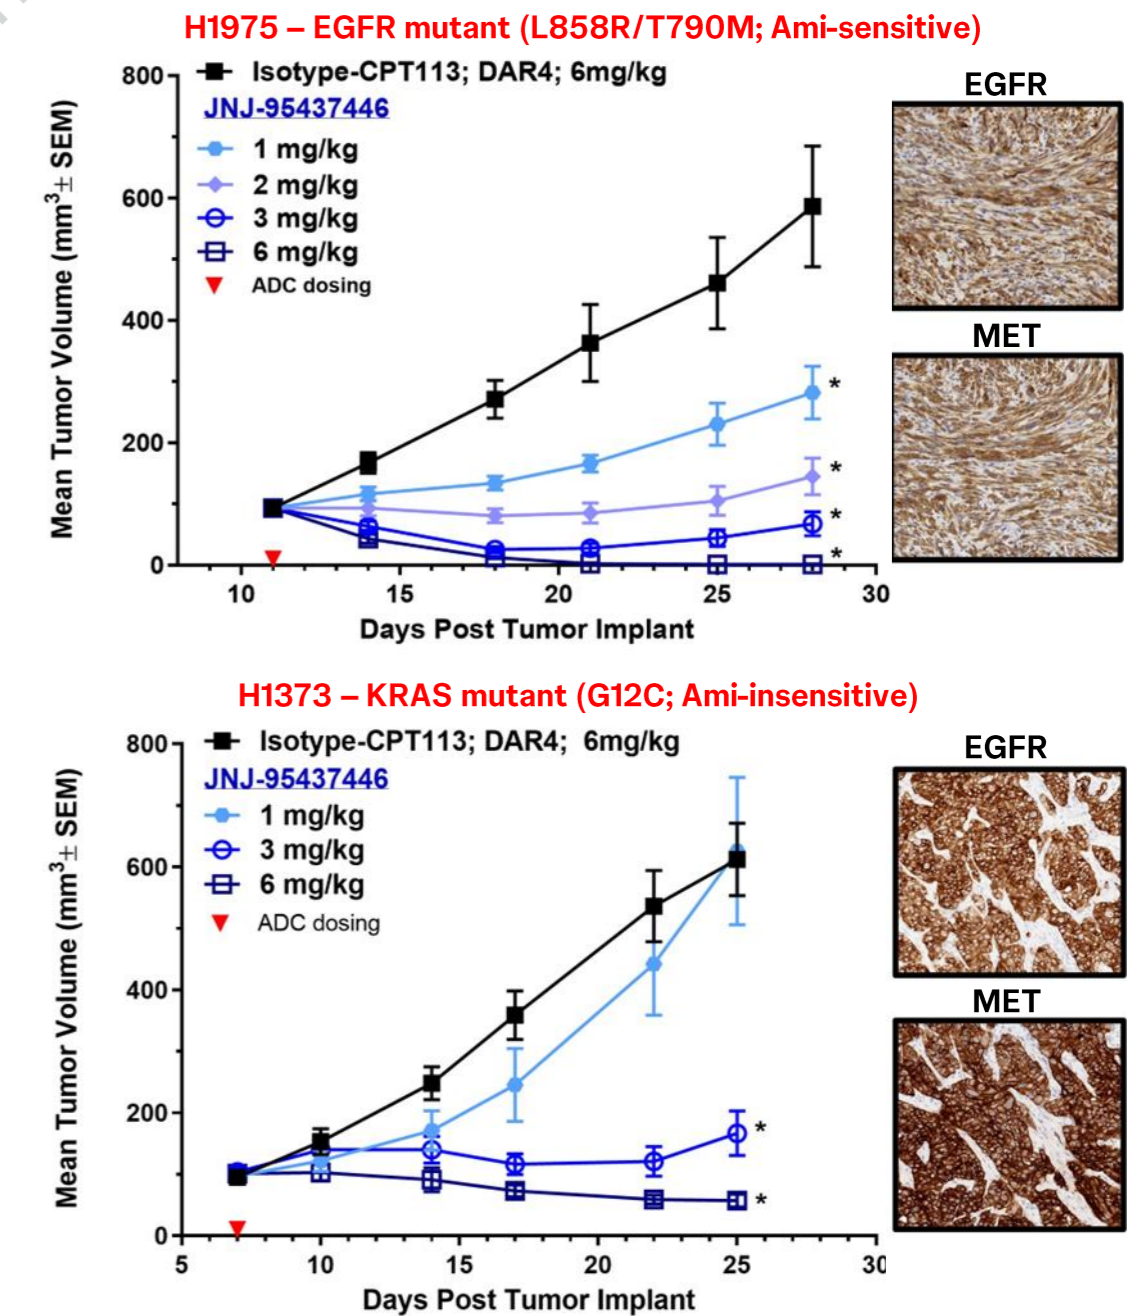 H1975 – EGFR mutant (L858R/T790M; Ami-sensitive)
Isotype-CPT113; DAR4; 6mg/kg
JNJ-95437446
1 mg/kg
2 mg/kg
3 mg/kg
6 mg/kg
ADC dosing
Mean Tumor Volume (mm³± SEM)
800
600
400
200
0
10
15
20
25
30
Days Post Tumor Implant
*
*
*
*
EGFR
MET
H1373 – KRAS mutant (G12C; Ami-insensitive)
Isotype-CPT113; DAR4; 6mg/kg
JNJ-95437446
1 mg/kg
3 mg/kg
6 mg/kg
ADC dosing
Mean Tumor Volume (mm³± SEM)
800
600
400
200
0
5
10
15
20
25
30
Days Post Tumor Implant
*
*
EGFR
MET